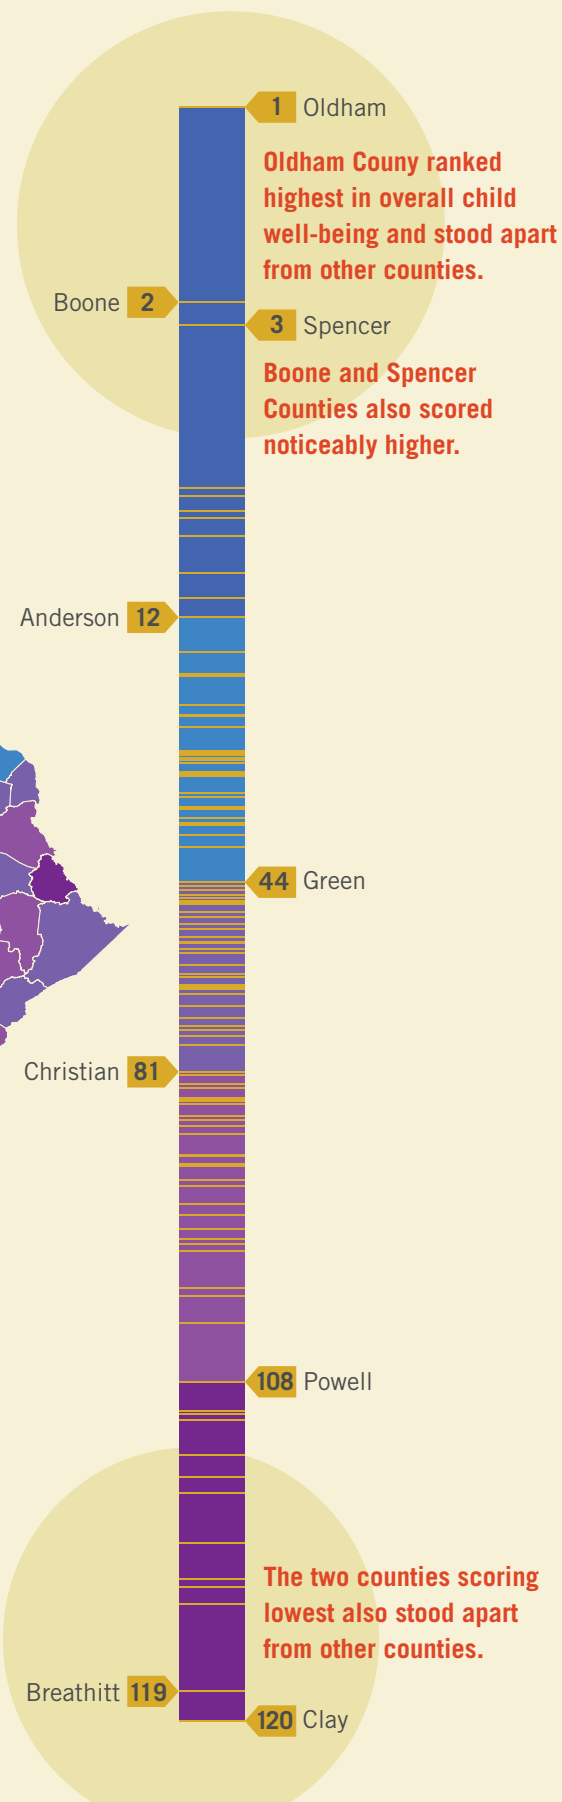 1 Oldham
Oldham Couny ranked
highest in overall child
well-being and stood apart
from other counties.
Boone 2
3 Spencer
Boone and Spencer
Counties also scored
noticeably higher.
Anderson 12
44 Green
Christian 81
108 Powell
The two counties scoring
lowest also stood apart
from other counties.
Breathitt 119
120 Clay